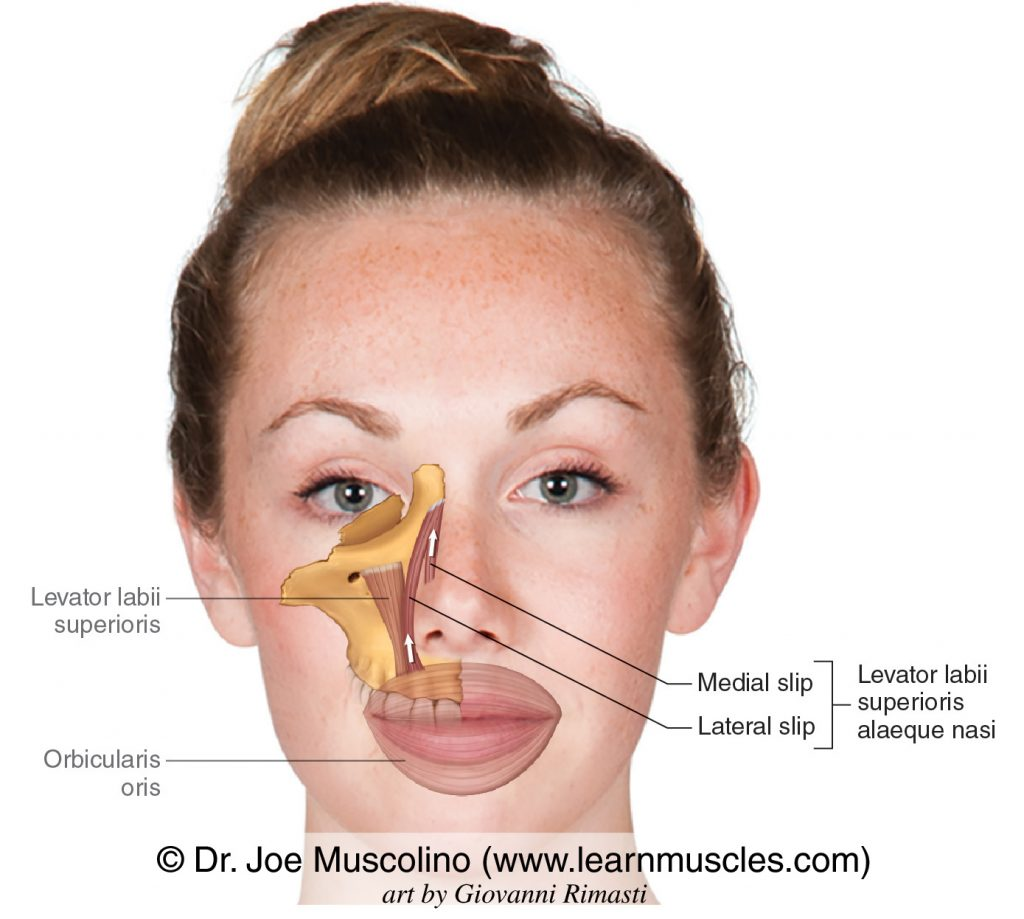 Levator labii
superioris
Medial slip
Lateral slip
Levator labii
superioris
alaeque nasi
Orbicularis
oris
© Dr. Joe Muscolino (www.learnmuscles.com)
art by Giovanni Rimasti